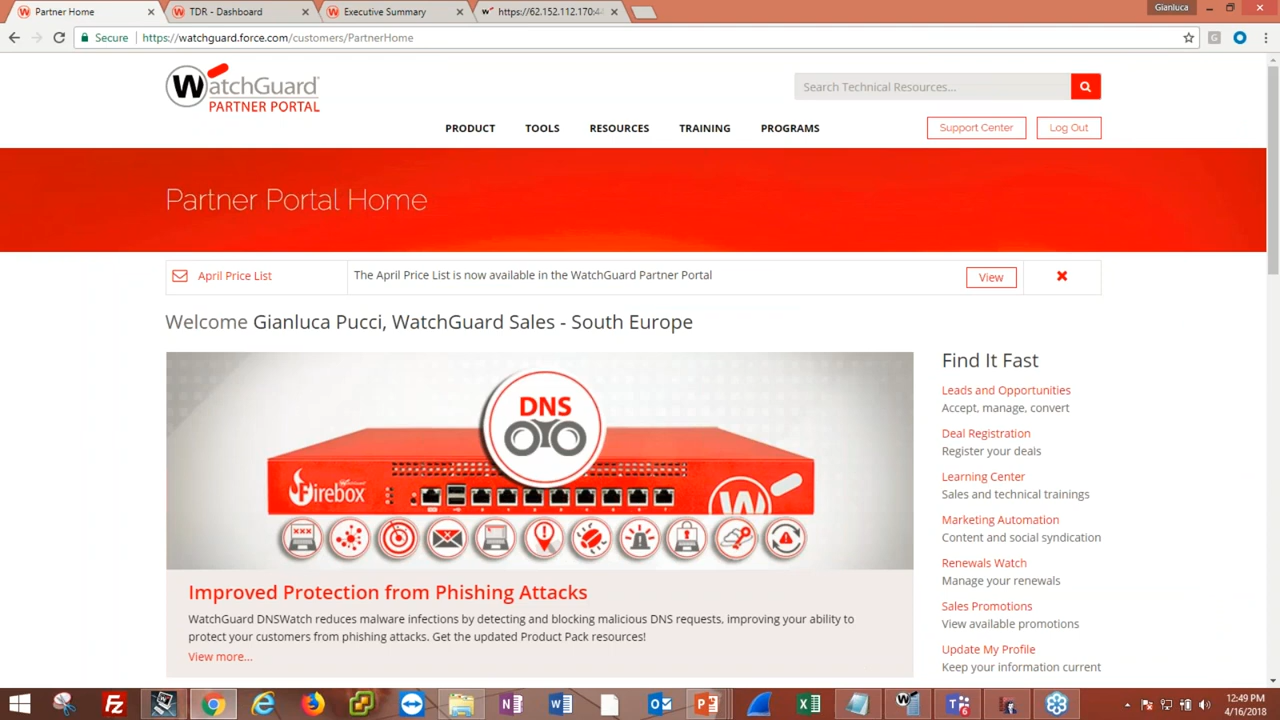 Partner Home
TDR - Dashboard
Executive Summary
https://62.152.112.170:4
Gianluca
Secure
https://watchguard.force.com/customers/PartnerHome
WatchGuard
PARTNER PORTAL
Search Technical Resources...
PRODUCT
TOOLS
RESOURCES
TRAINING
PROGRAMS
Support Center
Log Out
Partner Portal Home
April Price List
The April Price List is now available in the WatchGuard Partner Portal
View
Welcome Gianluca Pucci, WatchGuard Sales - South Europe
DNS
Firebox
W
xxx
Improved Protection from Phishing Attacks
WatchGuard DNSWatch reduces malware infections by detecting and blocking malicious DNS requests, improving your ability to
protect your customers from phishing attacks. Get the updated Product Pack resources!
View more...
Find It Fast
Leads and Opportunities
Accept, manage, convert
Deal Registration
Register your deals
Learning Center
Sales and technical trainings
Marketing Automation
Content and social syndication
Renewals Watch
Manage your renewals
Sales Promotions
View available promotions
Update My Profile
Keep your information current
12:49 PM
4/16/2018